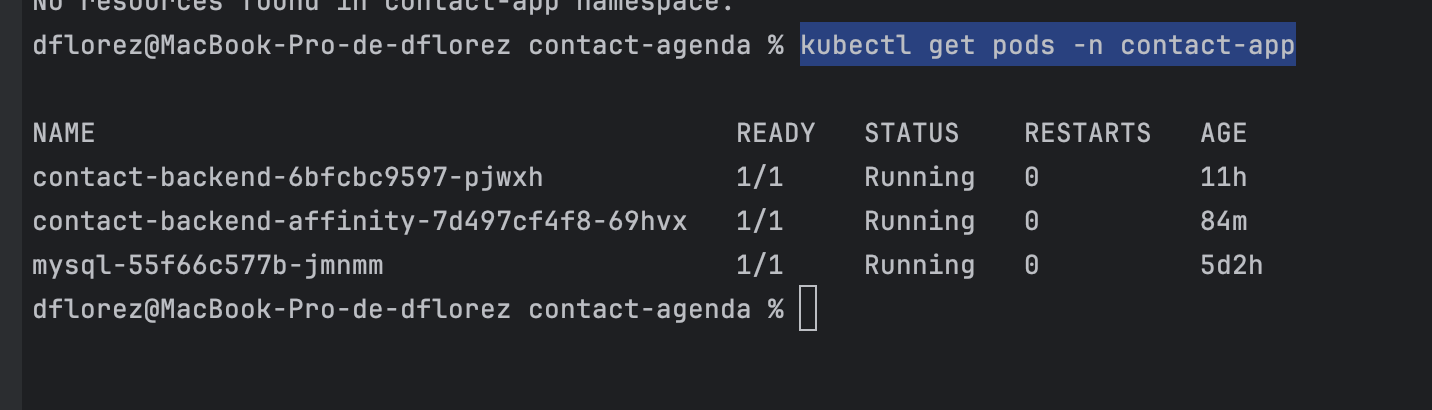 No resources found in contact-app namespace.
dflorez@MacBook-Pro-de-dflorez contact-agenda % kubectl get pods -n contact-app
NAME READY STATUS RESTARTS AGE
contact-backend-6bfcbc9597-pjwxh 1/1 Running 0 11h
contact-backend-affinity-7d497cf4f8-69hvx 1/1 Running 0 84m
mysql-55f66c577b-jmnmm 1/1 Running 0 5d2h
dflorez@MacBook-Pro-de-dflorez contact-agenda %